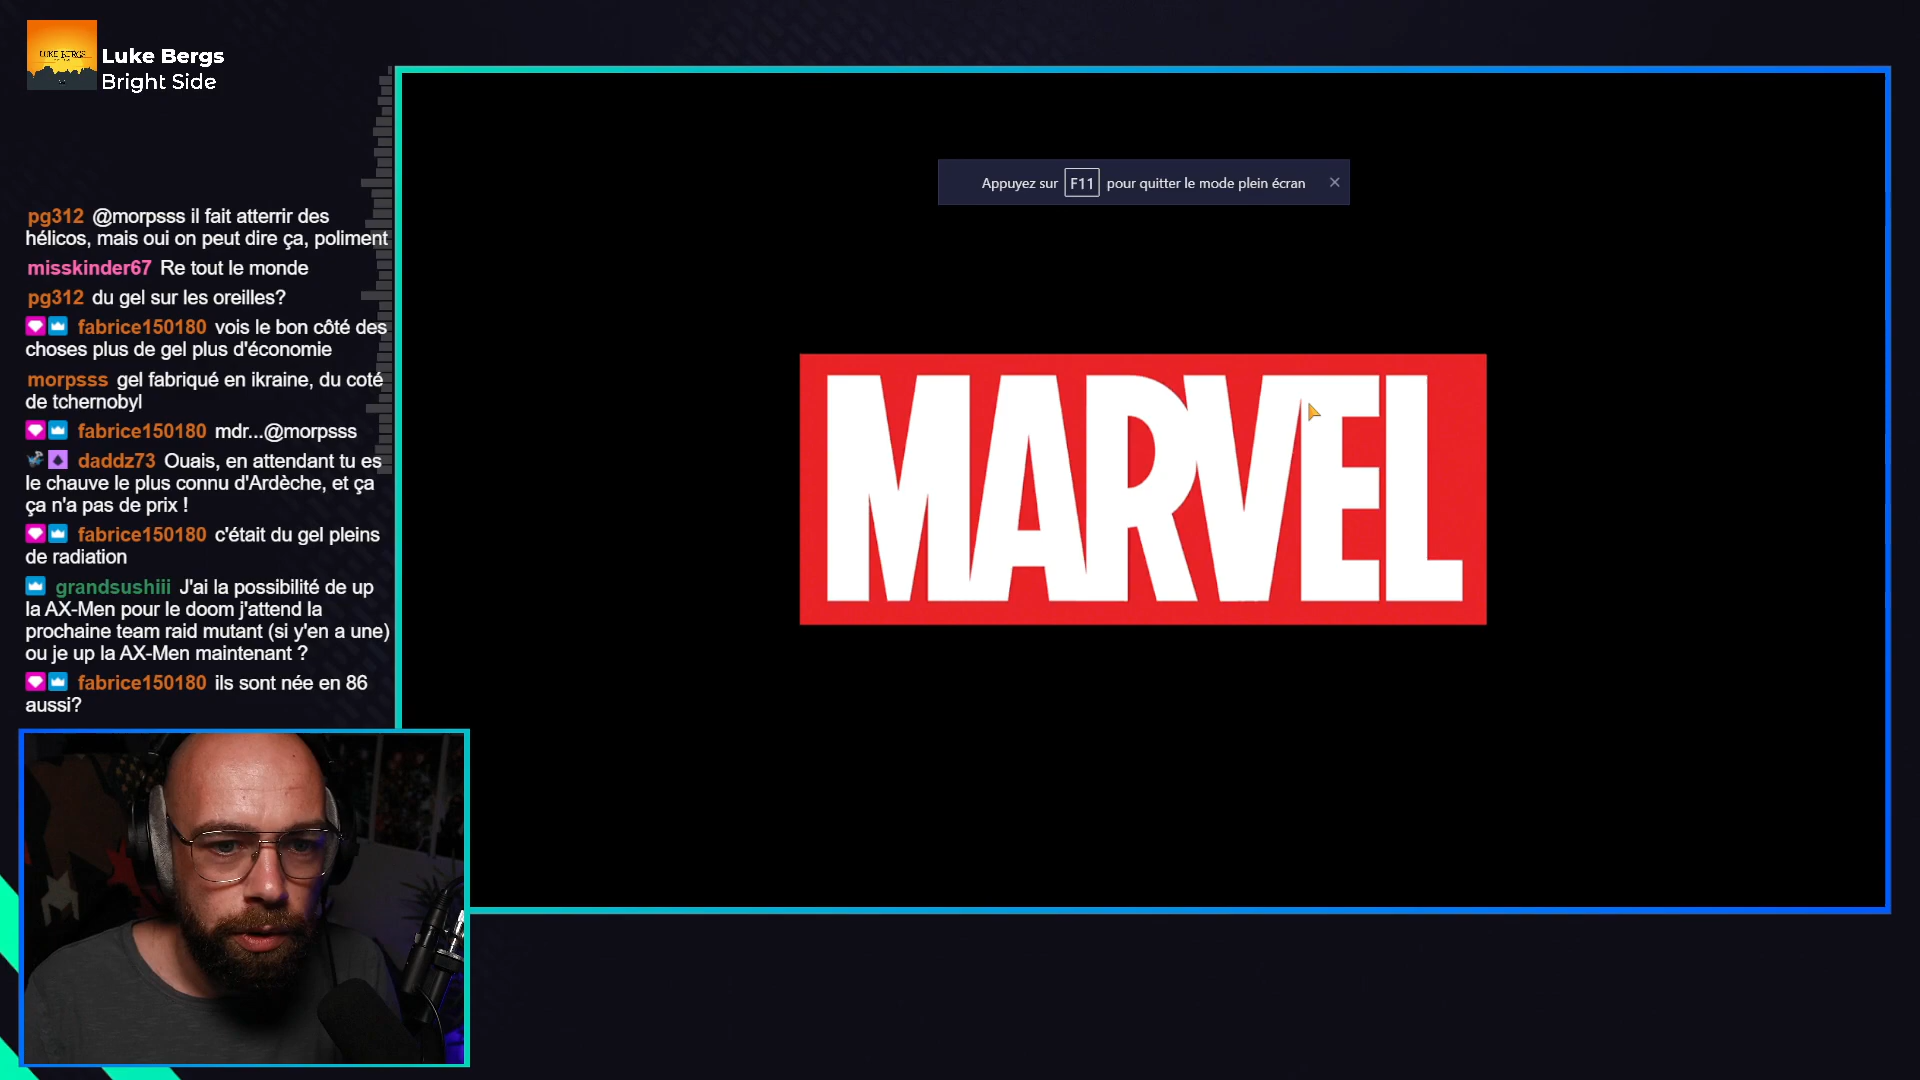 LUKE BERGS
Luke Bergs
Bright Side
pg312 @morpsss il fait atterrir des
hélicos, mais oui on peut dire ça, poliment
misskinder67 Re tout le monde
pg312 du gel sur les oreilles?
fabrice150180 vois le bon côté des
choses plus de gel plus d'économie
morpsss gel fabriqué en ikraine, du coté
de tchernobyl
fabrice150180 mdr...@morpsss
daddz73 Ouais, en attendant tu es
le chauve le plus connu d'Ardèche, et ça
ça n'a pas de prix !
fabrice150180 c'était du gel pleins
de radiation
grandsushiii J'ai la possibilité de up
la AX-Men pour le doom j'attend la
prochaine team raid mutant (si y'en a une)
ou je up la AX-Men maintenant ?
fabrice150180 ils sont née en 86
aussi?
Appuyez sur F11 pour quitter le mode plein écran
MARVEL